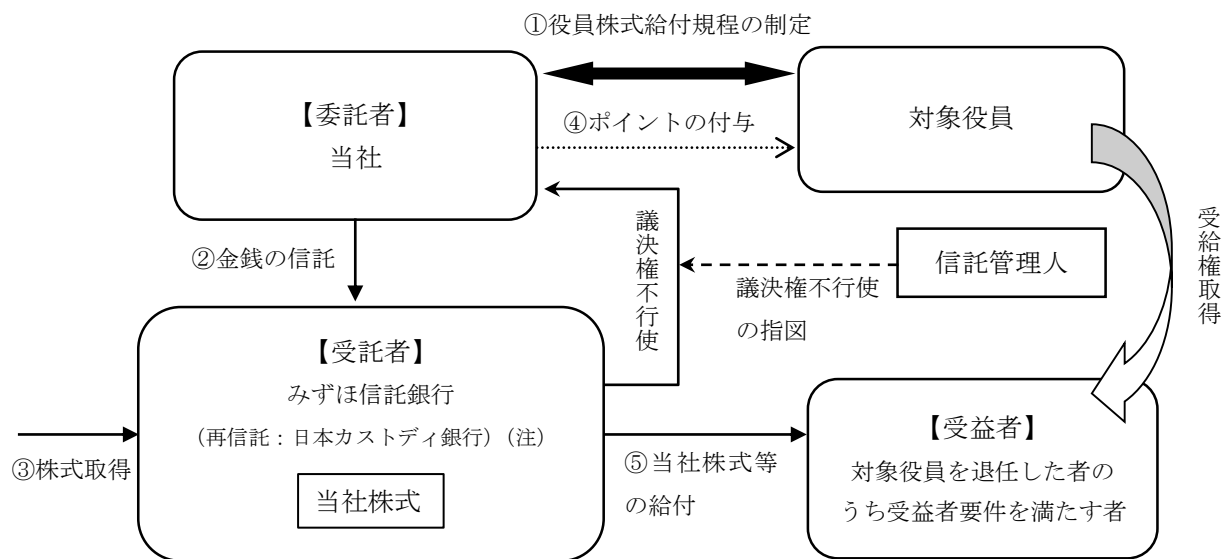 ①役員株式給付規程の制定
【委託者】
当社
④ポイントの付与
対象役員
②金銭の信託
議決権不行使
議決権不行使
の指図
信託管理人
受給権取得
③株式取得
【受託者】
みずほ信託銀行
（再信託：日本カストディ銀行）（注）
当社株式
⑤当社株式等
の給付
【受益者】
対象役員を退任した者の
うち受益者要件を満たす者